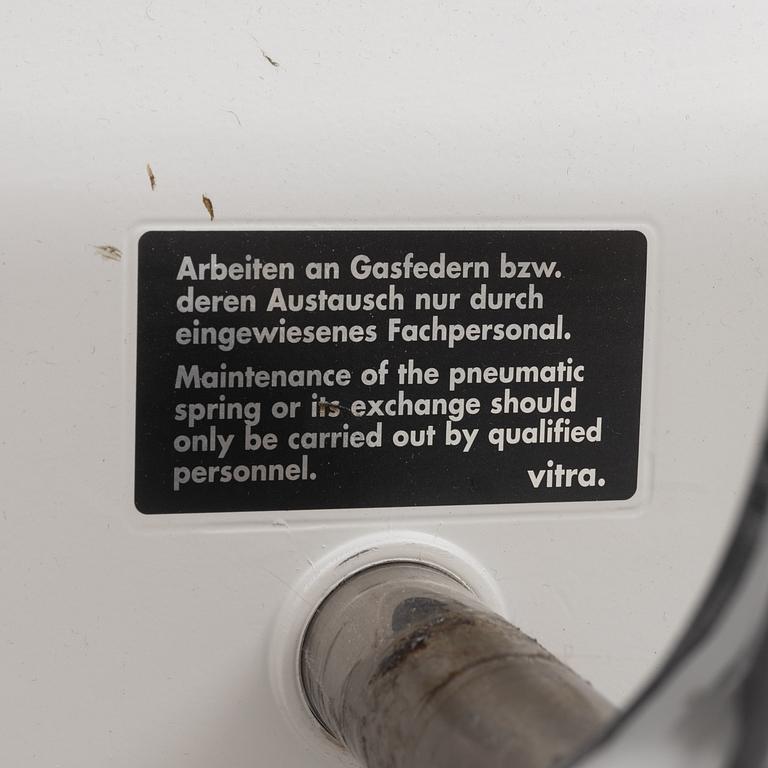 Arbeiten an Gasfedern bzw.
deren Austausch nur durch
eingewiesenes Fachpersonal.
Maintenance of the pneumatic
spring or its exchange should
only be carried out by qualified
personnel.
vitra.